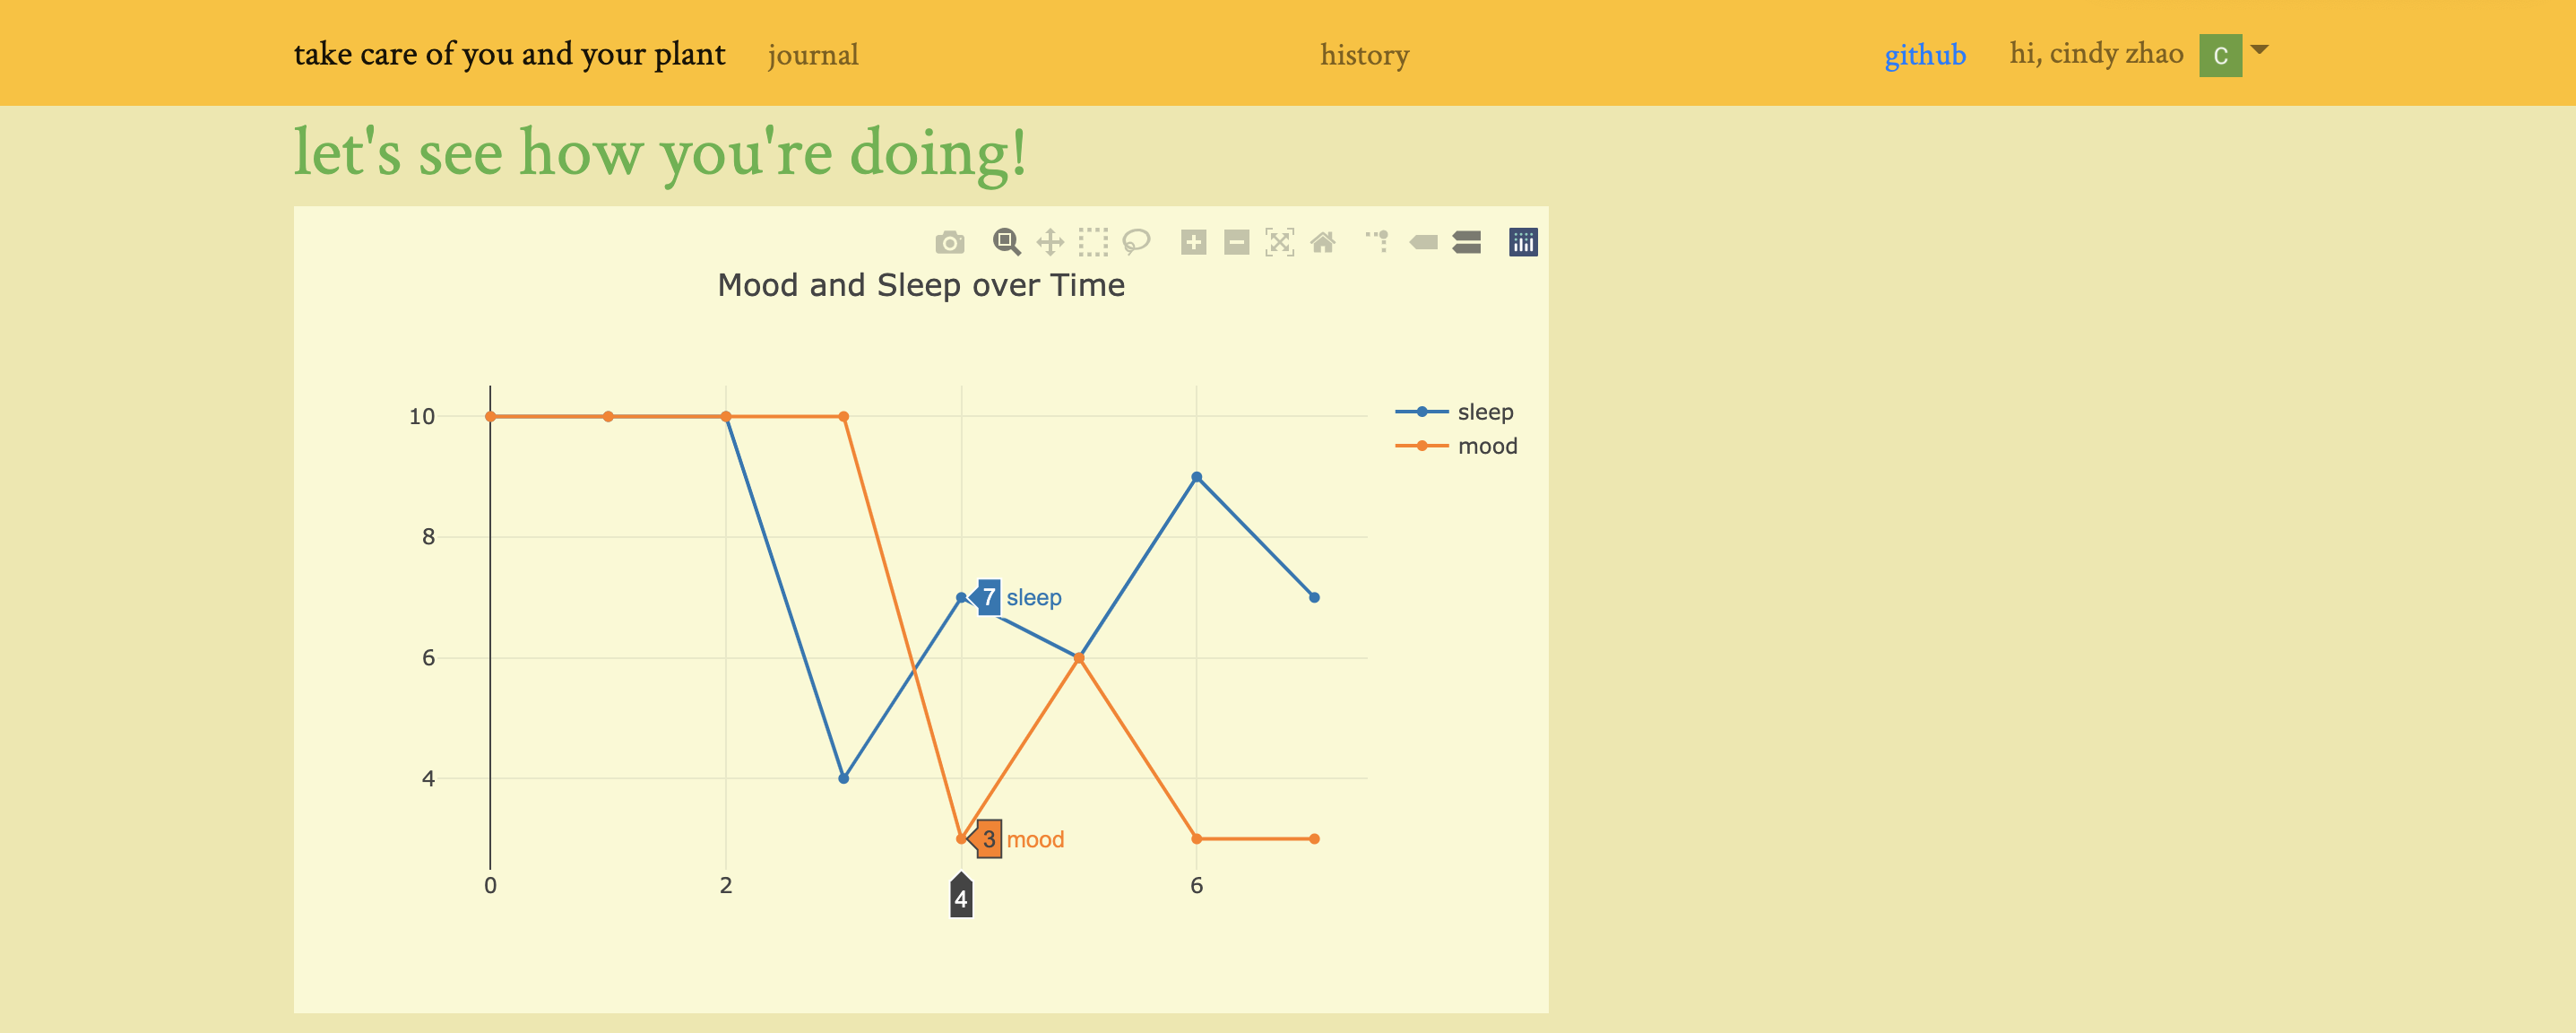 take care of you and your plant journal history github hi, cindy zhao C
let's see how you're doing!
Mood and Sleep over Time
10
8
6
4
sleep
mood
7 sleep
3 mood
0 2 4 6